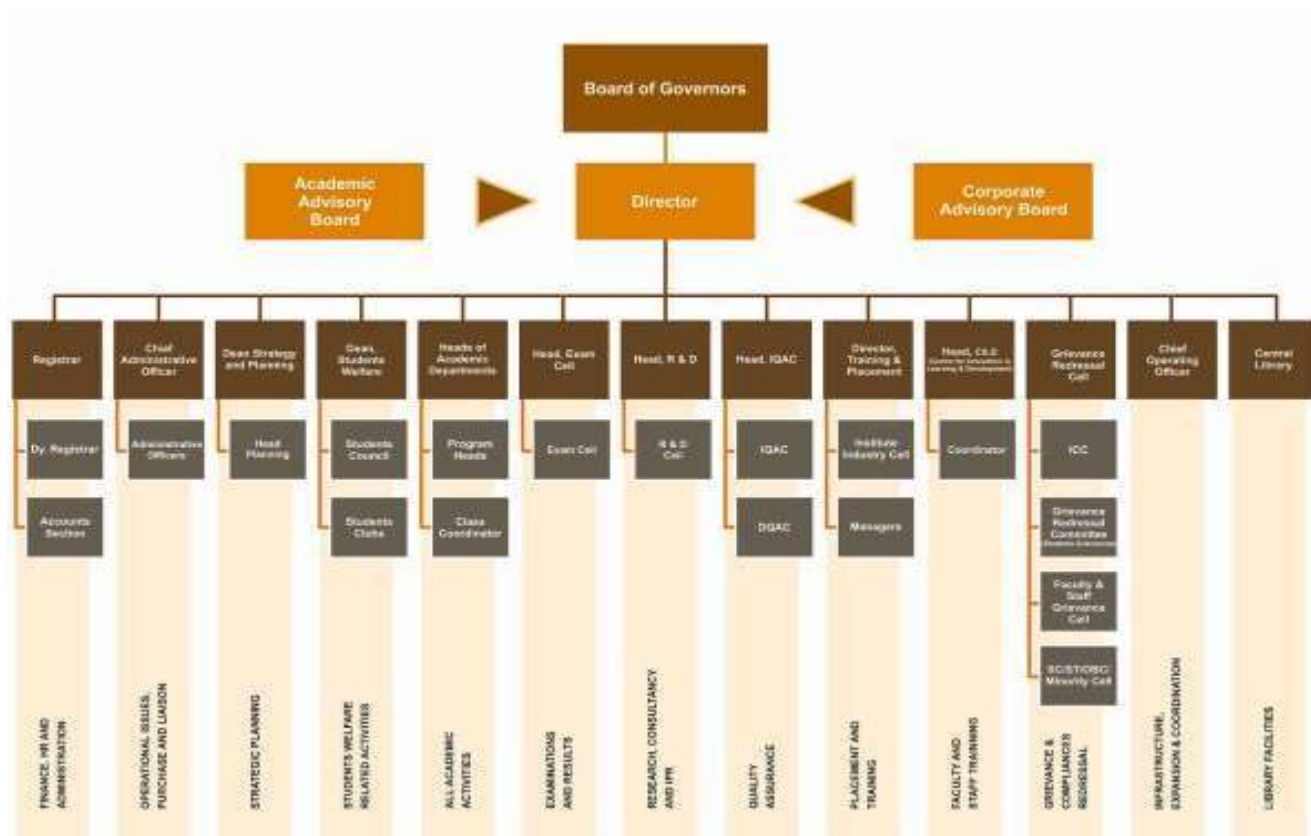 Board of Governors
Academic
Advisory
Board
Director
Corporate
Advisory Board
Registrar
Chief
Administrative
Officer
Dean Strategy
and Planning
Dean,
Students
Welfare
Heads of
Academic
Departments
Head, Exam
Cell
Head, R & D
Head, IQAC
Director,
Training &
Placement
Head,
Learning & Development
Grievance
Redressal
Cell
Chief
Operating
Officer
Central
Library
Dy. Registrar
Administrative
Officers
Head
Planning
Students
Council
Program
Heads
Exam Cell
R & D
Cell
IQAC
Institute
Industry Cell
Coordinator
ICC
Accounts
Section
Students
Clubs
Class
Coordinator
DQAC
Managers
Grievance
Redressal
Committee
Faculty &
Staff
Grievance
Cell
SC/ST/OBC/
Minority Cell
FINANCE, HR AND
ADMINISTRATION
OPERATIONAL ISSUES,
PURCHASE AND LIAISON
STRATEGIC PLANNING
STUDENTS WELFARE
RELATED ACTIVITIES
ALL ACADEMIC
ACTIVITIES
EXAMINATIONS
AND RESULTS
RESEARCH, CONSULTANCY
AND IPR
QUALITY
ASSURANCE
PLACEMENT AND
TRAINING
FACULTY AND
STAFF TRAINNING
GRIEVANCE &
COMPLIANCES
REDRESSAL
INFRASTRUCTURE,
EXPANSION & COORDINATION
LIBRARY FACILITIES